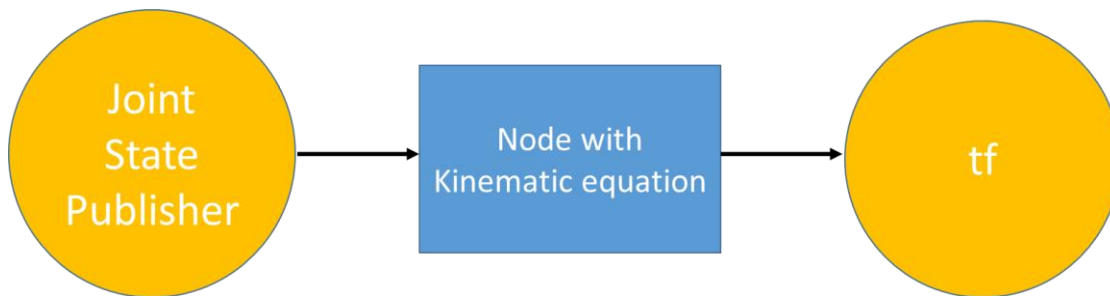 Joint
State
Publisher
Node with
Kinematic equation
tf